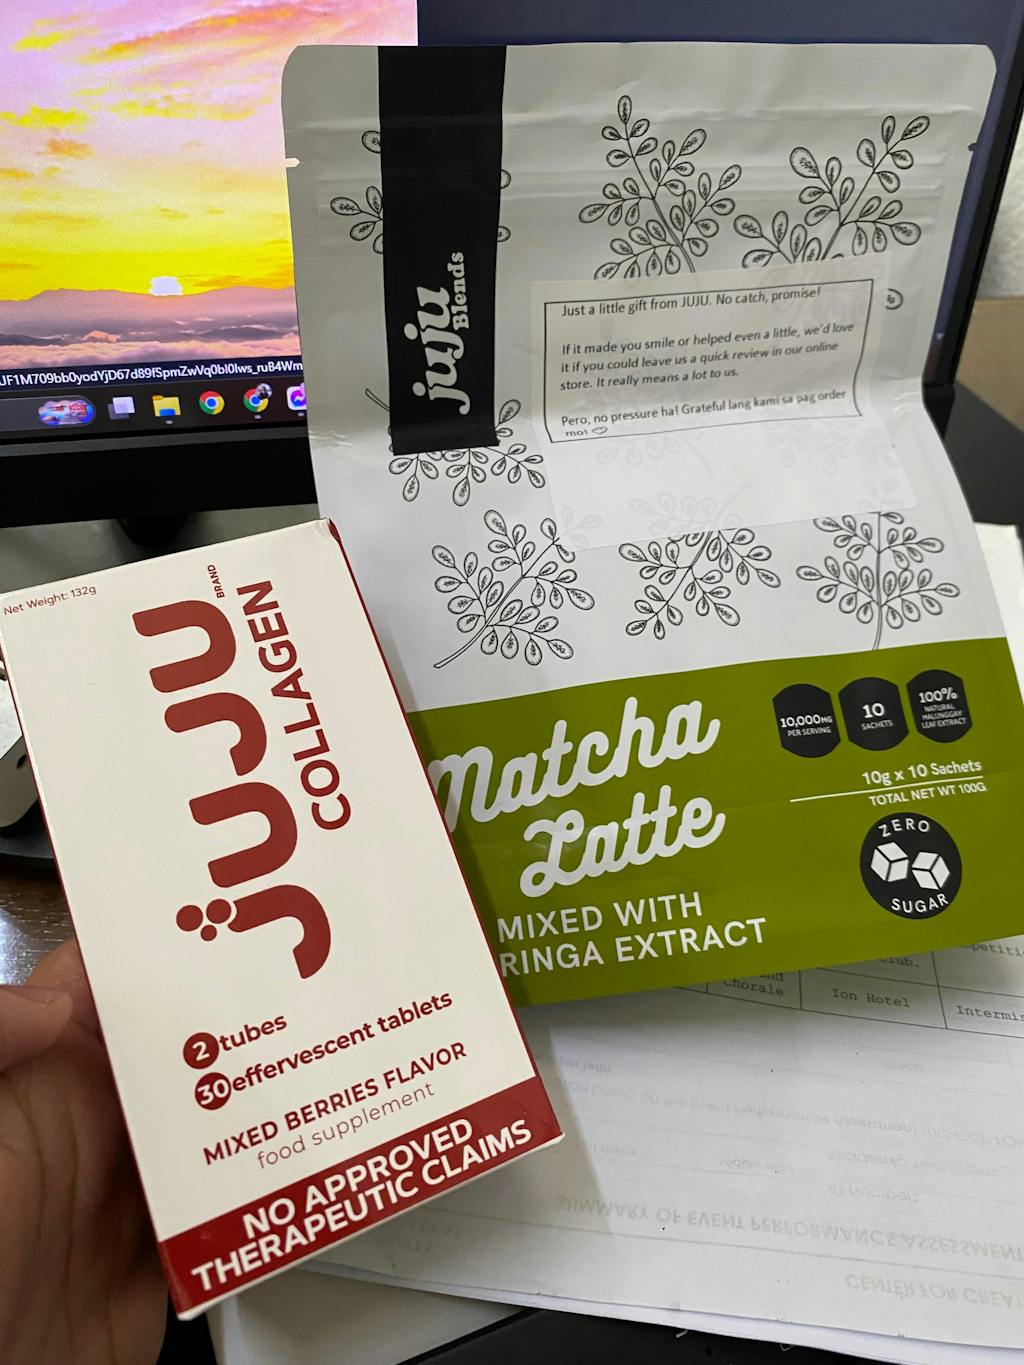 JF1M709bb0yodYjD67d89fSpmZwVq0bI0Iws_ruB4Wm
juju
Blends
Just a little gift from JUJU. No catch, promise!
If it made you smile or helped even a little, we'd love
it if you could leave us a quick review in our online
store. It really means a lot to us.
Pero, no pressure ha! Grateful lang kami sa pag order
mo!
Matcha
Latte
MIXED WITH
RINGA EXTRACT
10,000MG
PER SERVING
10
SACHETS
100%
NATURAL
MALUNGGAY
LEAF EXTRACT
10g x 10 Sachets
TOTAL NET WT 100G
ZERO
SUGAR
Net Weight: 132g
JUJU
BRAND
COLLAGEN
2 tubes
30 effervescent tablets
MIXED BERRIES FLAVOR
food supplement
NO APPROVED
THERAPEUTIC CLAIMS
Chorale
Ion Hotel
Intermis
SUMMARY OF EVENT PERFORMANCE ASSESSMENT
CENTER FOR CREAT